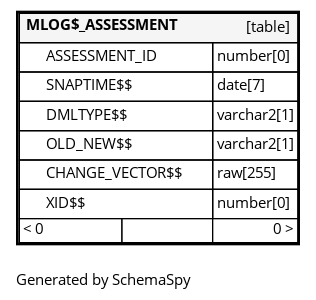 MLOG$_ASSESSMENT [table]
ASSESSMENT_ID number[0]
SNAPTIME$$ date[7]
DMLTYPE$$ varchar2[1]
OLD_NEW$$ varchar2[1]
CHANGE_VECTOR$$ raw[255]
XID$$ number[0]
< 0 0 >
Generated by SchemaSpy